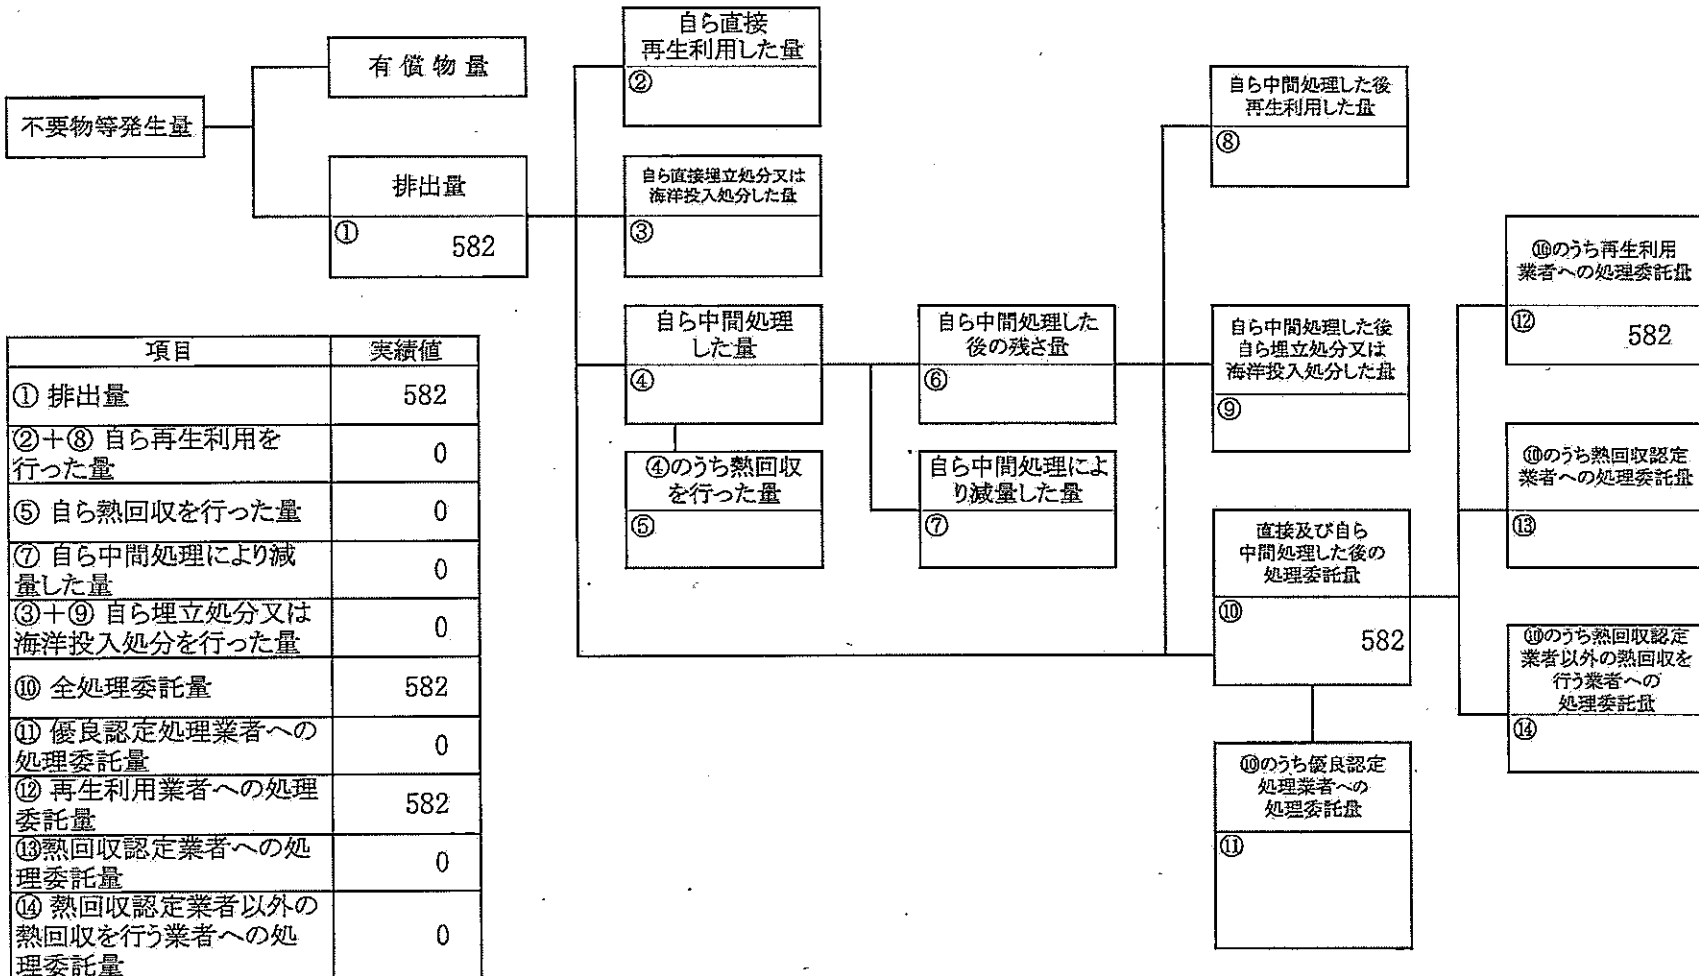 不要物等発生量
有償物量
排出量
①
582
自ら直接
再生利用した量
②
自ら直接埋立処分又は
海洋投入処分した量
③
自ら中間処理
した量
④
④のうち熱回収
を行った量
⑤
自ら中間処理した
後の残さ量
⑥
自ら中間処理によ
り減量した量
⑦
自ら中間処理した後
再生利用した量
⑧
自ら中間処理した後
自ら埋立処分又は
海洋投入処分した量
⑨
直接及び自ら
中間処理した後の
処理委託量
⑩
582
⑩のうち優良認定
処理業者への
処理委託量
⑪
⑩のうち再生利用
業者への処理委託量
⑫
582
⑩のうち熱回収認定
業者への処理委託量
⑬
⑩のうち熱回収認定
業者以外の熱回収を
行う業者への
処理委託量
⑭
項目 実績値
① 排出量 582
②+⑧ 自ら再生利用を
行った量 0
⑤ 自ら熱回収を行った量 0
⑦ 自ら中間処理により減
量した量 0
③+⑨ 自ら埋立処分又は
海洋投入処分を行った量 0
⑩ 全処理委託量 582
⑪ 優良認定処理業者への
処理委託量 0
⑫ 再生利用業者への処理
委託量 582
⑬熱回収認定業者への処
理委託量 0
⑭ 熱回収認定業者以外の
熱回収を行う業者への処
理委託量 0